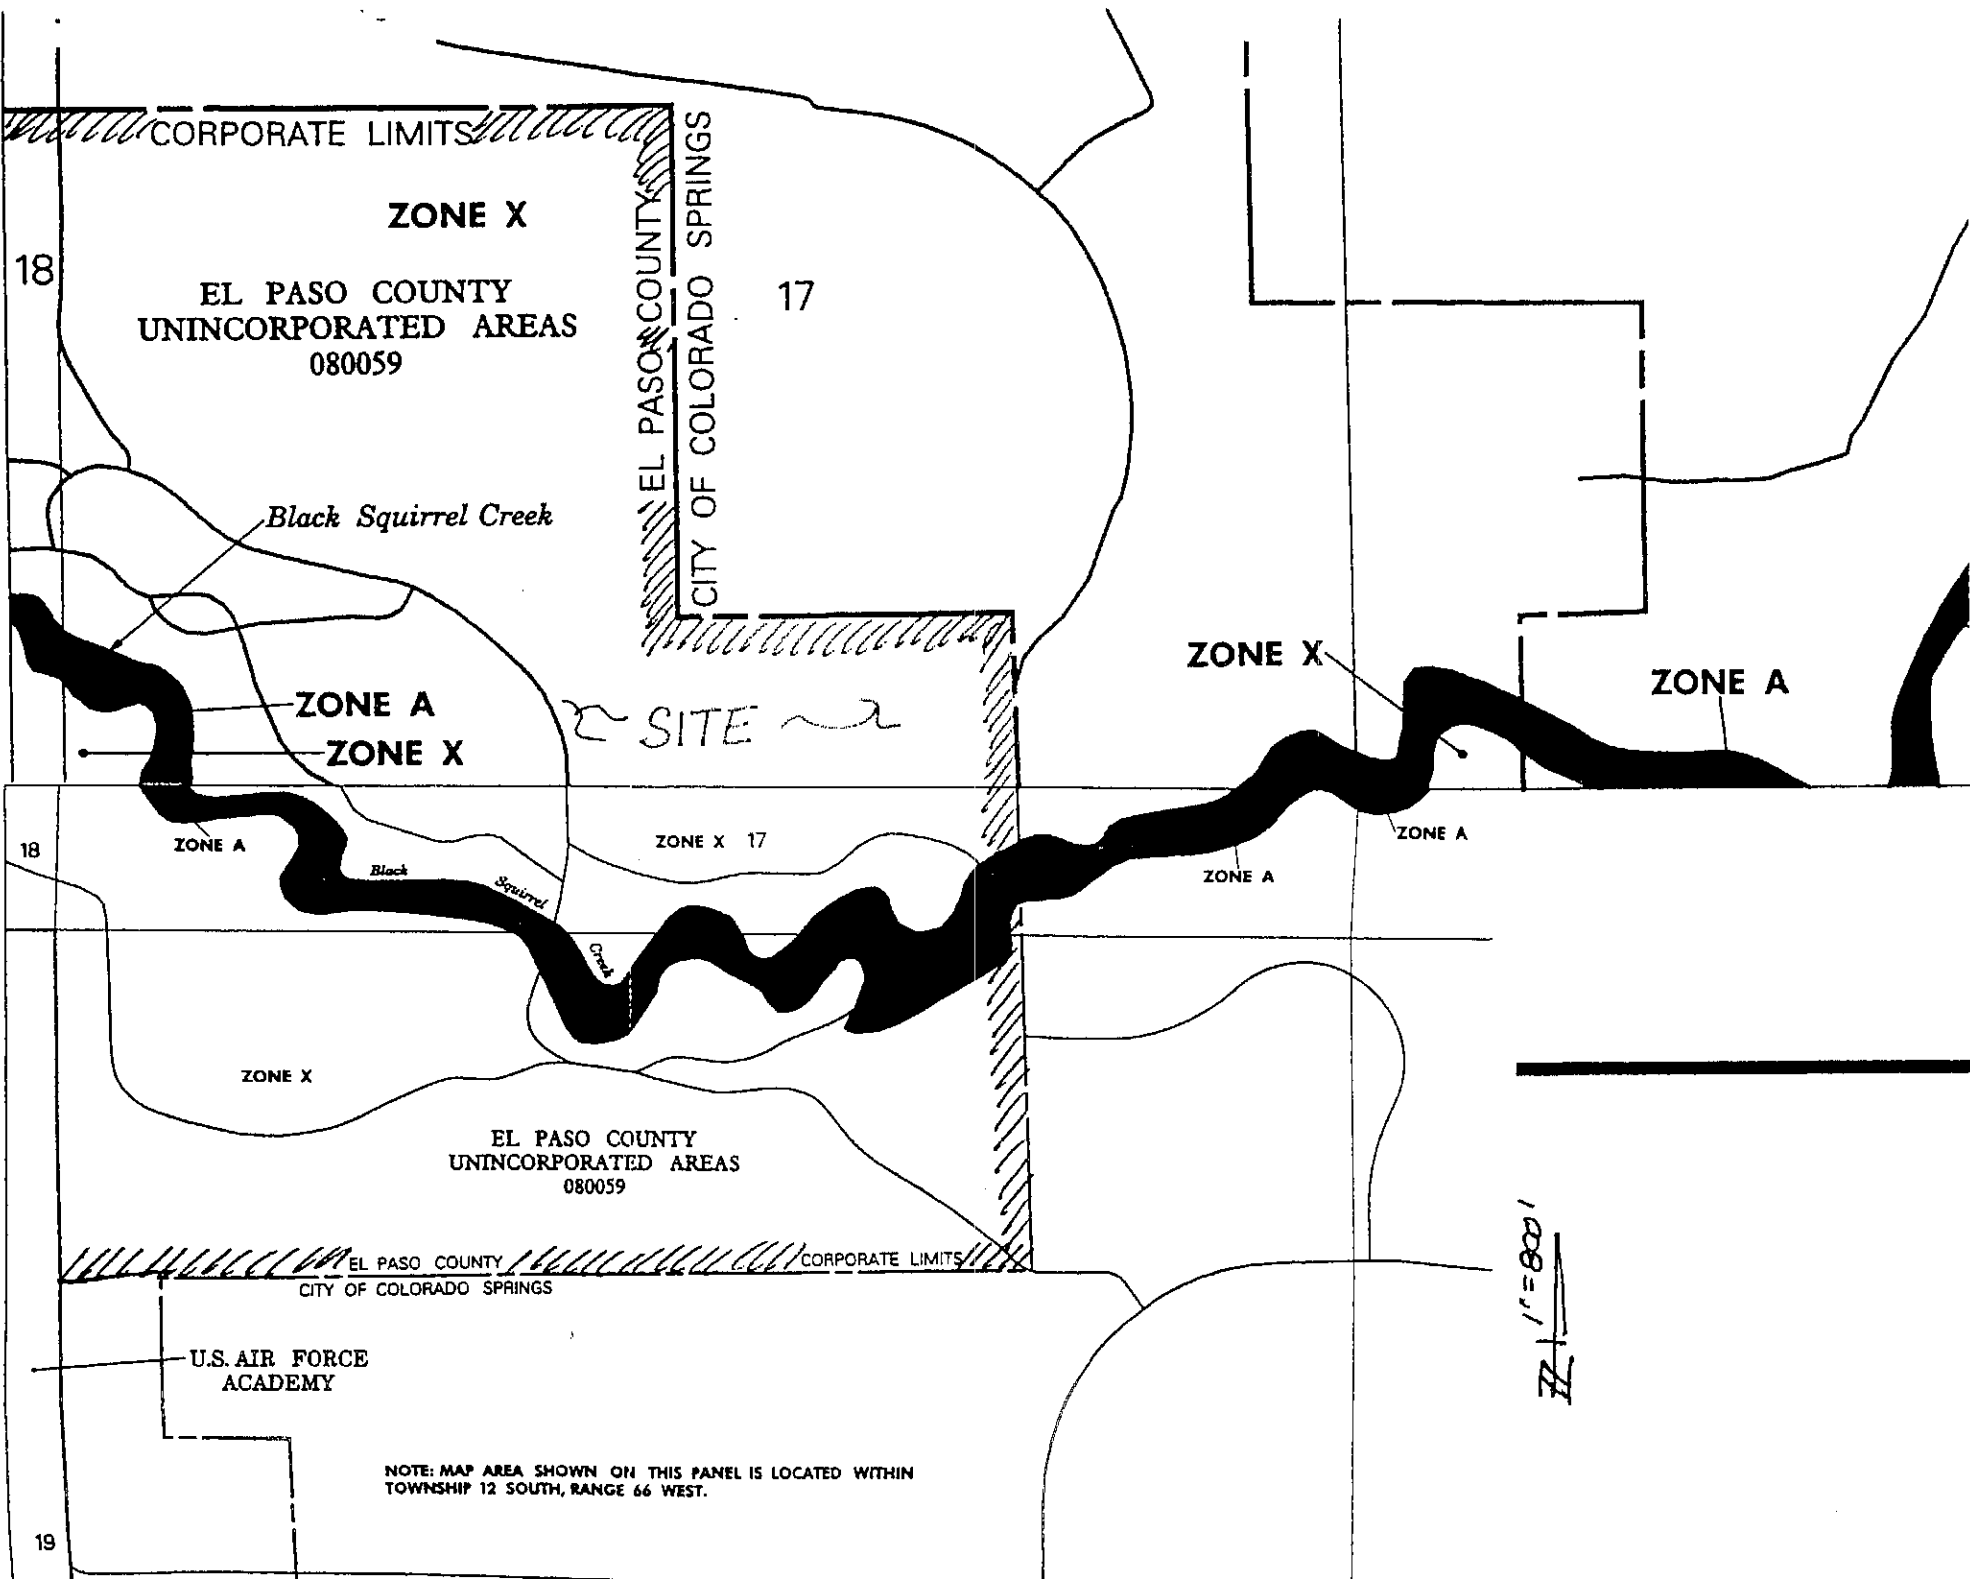 CORPORATE LIMITS
ZONE X
18
EL PASO COUNTY
UNINCORPORATED AREAS
080059
EL PASO COUNTY
CITY OF COLORADO SPRINGS
17
Black Squirrel Creek
ZONE A
ZONE X
SITE
ZONE X
ZONE A
18
ZONE A
ZONE X 17
ZONE A
ZONE A
Black
Squirrel
Creek
ZONE X
EL PASO COUNTY
UNINCORPORATED AREAS
080059
EL PASO COUNTY
CORPORATE LIMITS
CITY OF COLORADO SPRINGS
1"=800'
U.S. AIR FORCE
ACADEMY
NOTE: MAP AREA SHOWN ON THIS PANEL IS LOCATED WITHIN
TOWNSHIP 12 SOUTH, RANGE 66 WEST.
19